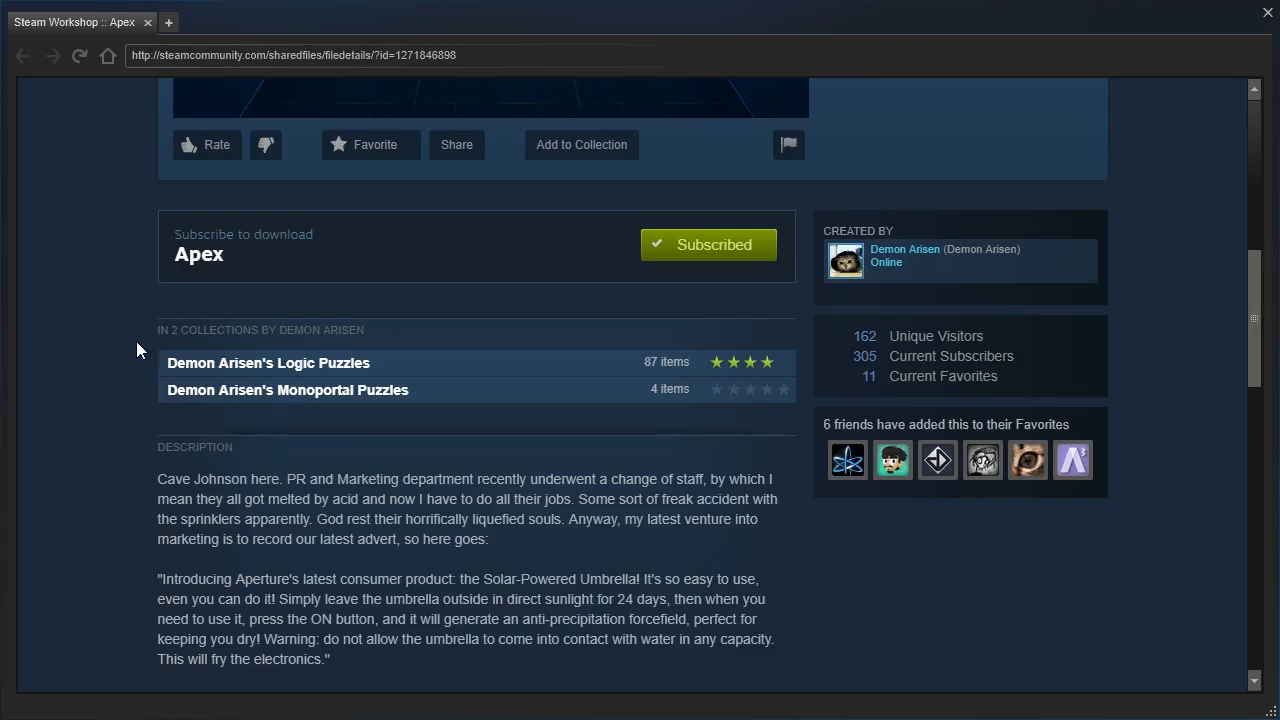 Steam Workshop :: Apex
http://steamcommunity.com/sharedfiles/filedetails/?id=1271846898
Rate
Favorite
Share
Add to Collection
Subscribe to download
Apex
Subscribed
CREATED BY
Demon Arisen (Demon Arisen)
Online
IN 2 COLLECTIONS BY DEMON ARISEN
Demon Arisen's Logic Puzzles 87 items
Demon Arisen's Monoportal Puzzles 4 items
162 Unique Visitors
305 Current Subscribers
11 Current Favorites
6 friends have added this to their Favorites
DESCRIPTION
Cave Johnson here. PR and Marketing department recently underwent a change of staff, by which I
mean they all got melted by acid and now I have to do all their jobs. Some sort of freak accident with
the sprinklers apparently. God rest their horrifically liquefied souls. Anyway, my latest venture into
marketing is to record our latest advert, so here goes:
"Introducing Aperture's latest consumer product: the Solar-Powered Umbrella! It's so easy to use,
even you can do it! Simply leave the umbrella outside in direct sunlight for 24 days, then when you
need to use it, press the ON button, and it will generate an anti-precipitation forcefield, perfect for
keeping you dry! Warning: do not allow the umbrella to come into contact with water in any capacity.
This will fry the electronics."